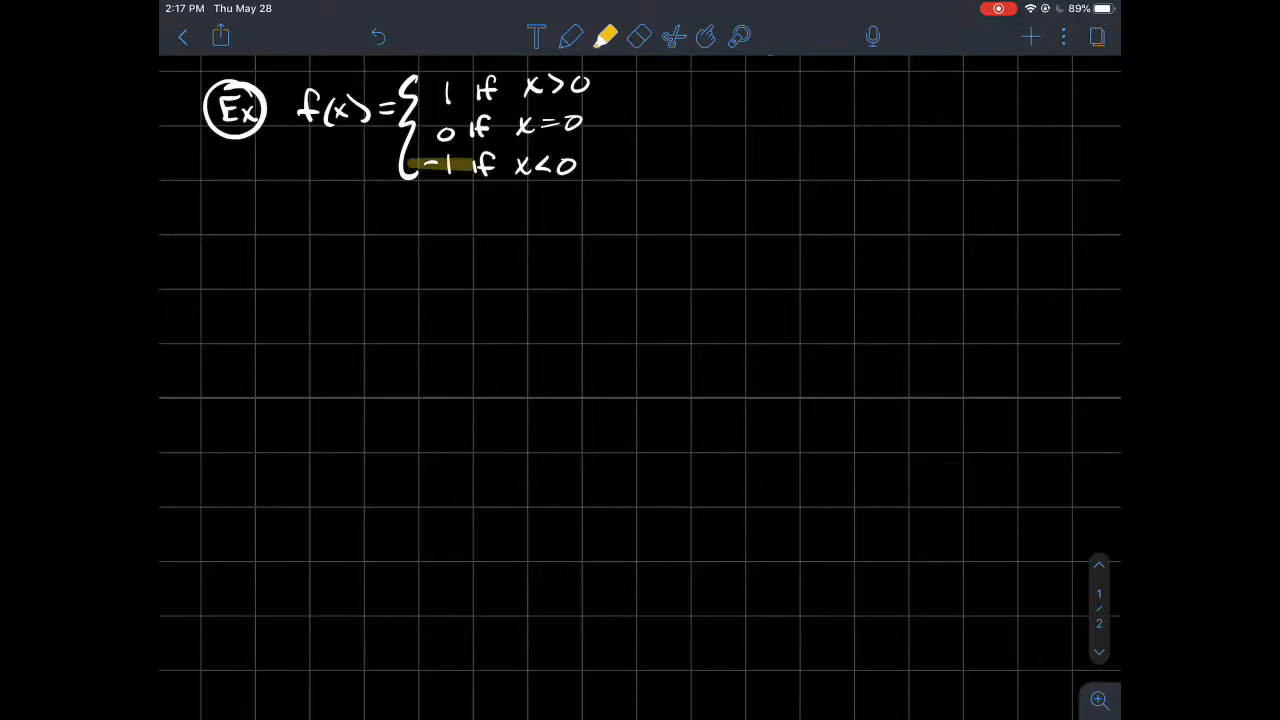 2:17 PM Thu May 28
89%
Ex f(x) = { 1 if x>0
0 if x=0
-1 if x<0
1
/
2